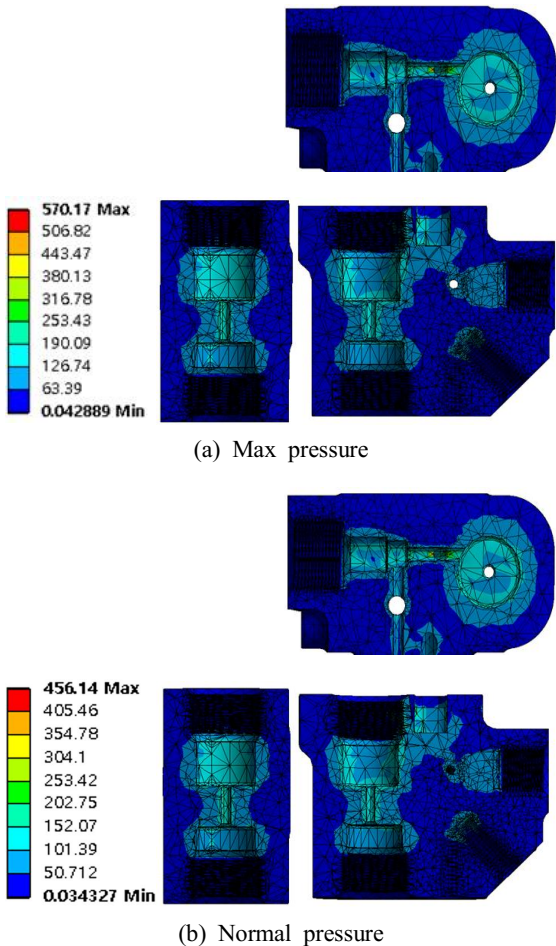 570.17 Max
506.82
443.47
380.13
316.78
253.43
190.09
126.74
63.39
0.042889 Min
(a) Max pressure
456.14 Max
405.46
354.78
304.1
253.42
202.75
152.07
101.39
50.712
0.034327 Min
(b) Normal pressure